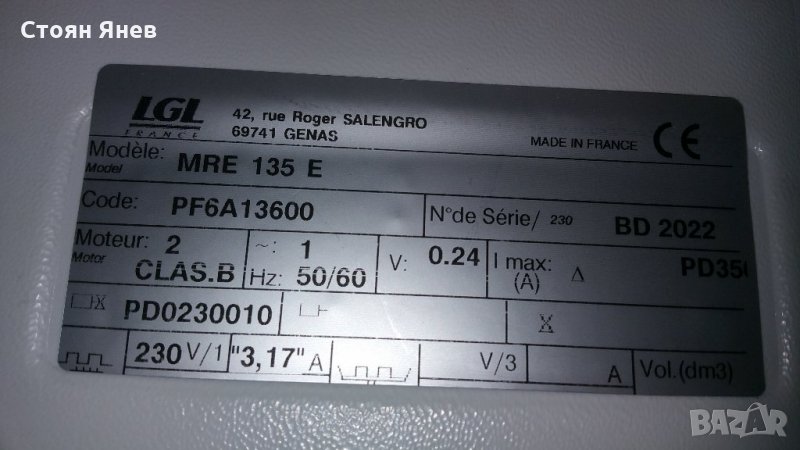 Стоян Янев
LGL
FRANCE
42, rue Roger SALENGRO
69741 GENAS
MADE IN FRANCE CE
Modèle: MRE 135 E
Model
Code: PF6A13600
N°de Série/ 230 BD 2022
Moteur: 2 ~: 1 V: 0.24 I max: Δ
Motor CLAS.B Hz: 50/60 (A)
PD0230010 X
230 V/1 "3,17" A V/3 A Vol.(dm3)
BAZAR